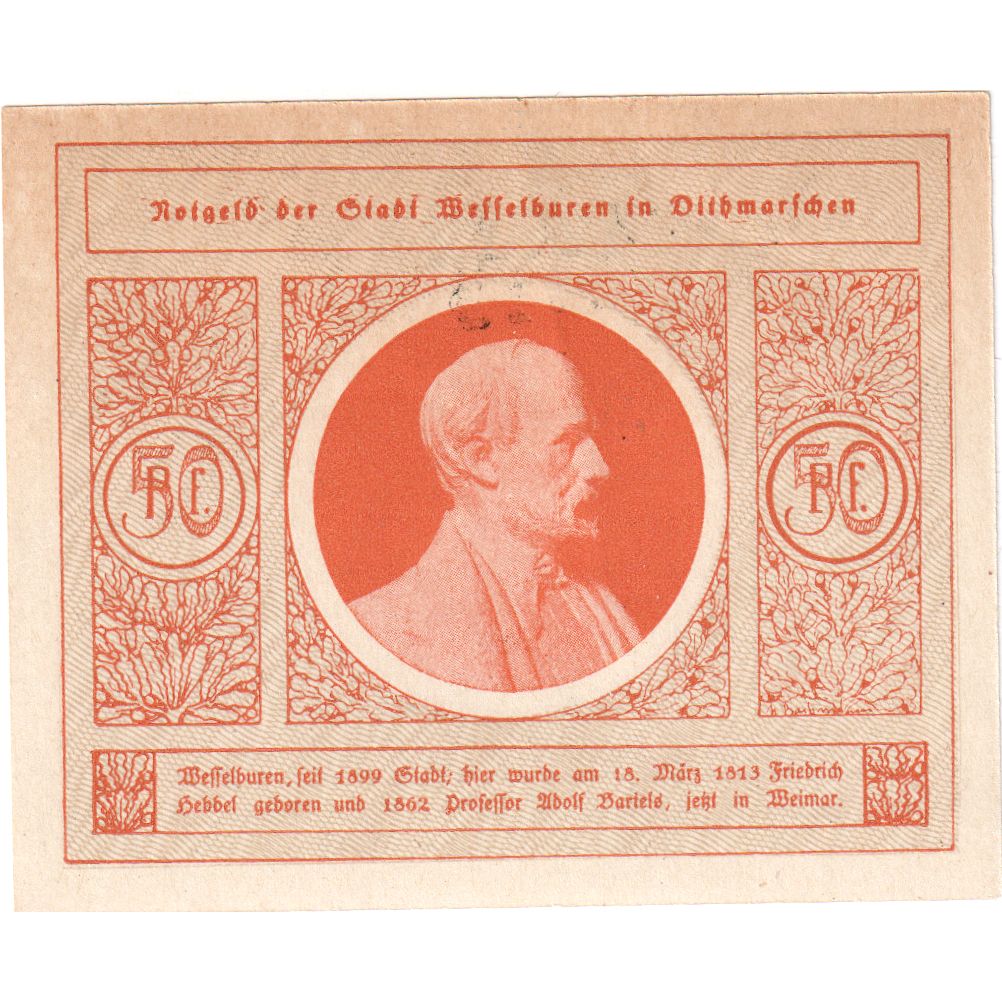 Notgeld der Stadt Wesselburen in Dithmarschen
50 Pf.
50 Pf.
Wesselburen, seit 1899 Stadt; hier wurde am 18. März 1813 Friedrich
Hebbel geboren und 1862 Professor Adolf Bartels, jetzt in Weimar.